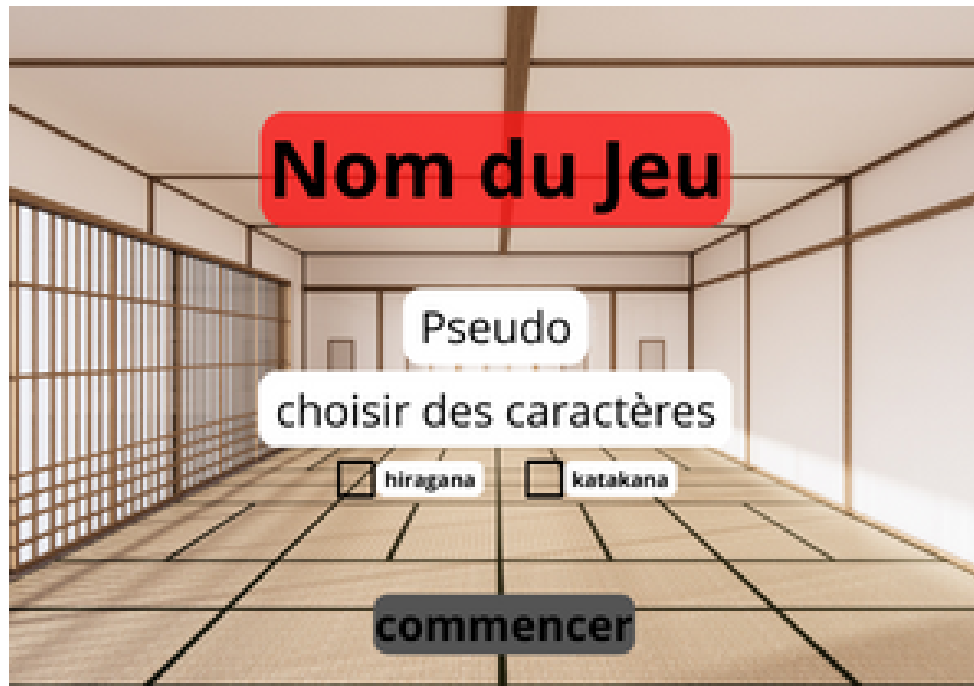 Nom du Jeu
Pseudo
choisir des caractères
hiragana katakana
commencer